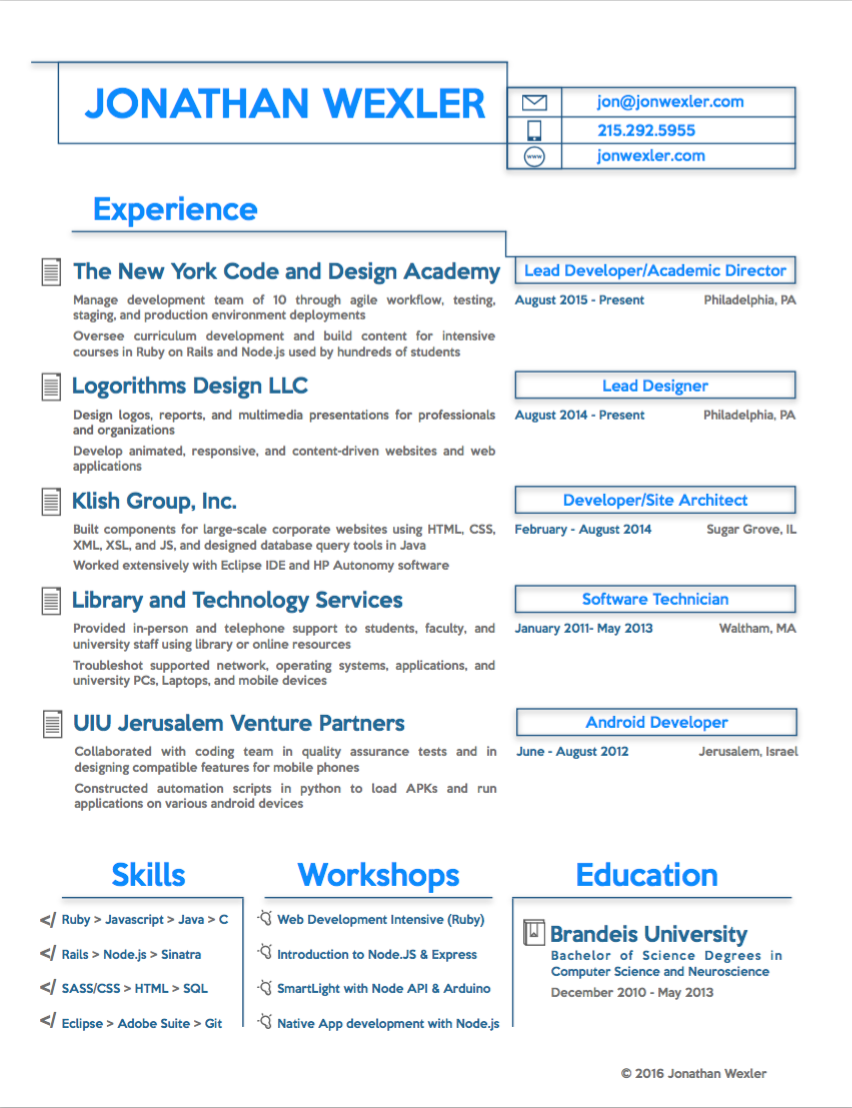 JONATHAN WEXLER
jon@jonwexler.com
215.292.5955
www
jonwexler.com
Experience
The New York Code and Design Academy
Lead Developer/Academic Director
Manage development team of 10 through agile workflow, testing,
staging, and production environment deployments
August 2015 - Present
Philadelphia, PA
Oversee curriculum development and build content for intensive
courses in Ruby on Rails and Node.js used by hundreds of students
Logorithms Design LLC
Lead Designer
Design logos, reports, and multimedia presentations for professionals
and organizations
August 2014 - Present
Philadelphia, PA
Develop animated, responsive, and content-driven websites and web
applications
Klish Group, Inc.
Developer/Site Architect
Built components for large-scale corporate websites using HTML, CSS,
XML, XSL, and JS, and designed database query tools in Java
February - August 2014
Sugar Grove, IL
Worked extensively with Eclipse IDE and HP Autonomy software
Library and Technology Services
Software Technician
Provided in-person and telephone support to students, faculty, and
university staff using library or online resources
January 2011- May 2013
Waltham, MA
Troubleshot supported network, operating systems, applications, and
university PCs, Laptops, and mobile devices
UIU Jerusalem Venture Partners
Android Developer
Collaborated with coding team in quality assurance tests and in
designing compatible features for mobile phones
June - August 2012
Jerusalem, Israel
Constructed automation scripts in python to load APKs and run
applications on various android devices
Skills
</ Ruby > Javascript > Java > C
</ Rails > Node.js > Sinatra
</ SASS/CSS > HTML > SQL
</ Eclipse > Adobe Suite > Git
Workshops
Web Development Intensive (Ruby)
Introduction to Node.JS & Express
SmartLight with Node API & Arduino
Native App development with Node.js
Education
Brandeis University
Bachelor of Science Degrees in
Computer Science and Neuroscience
December 2010 - May 2013
© 2016 Jonathan Wexler